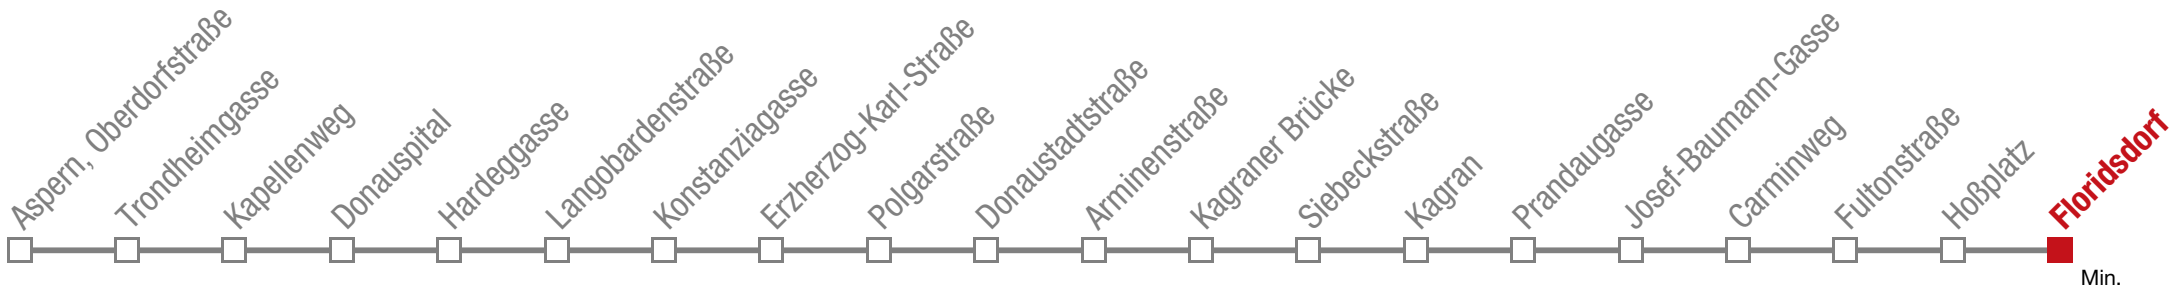 Aspern, Oberdorfstraße
Trondheimgasse
Kapellenweg
Donauspital
Hardeggasse
Langobardenstraße
Konstanziagasse
Erzherzog-Karl-Straße
Polgarstraße
Donaustadtstraße
Arminenstraße
Kagraner Brücke
Siebeckstraße
Kagran
Prandaugasse
Josef-Baumann-Gasse
Carminweg
Fultonstraße
Hoßplatz
Floridsdorf
Min.